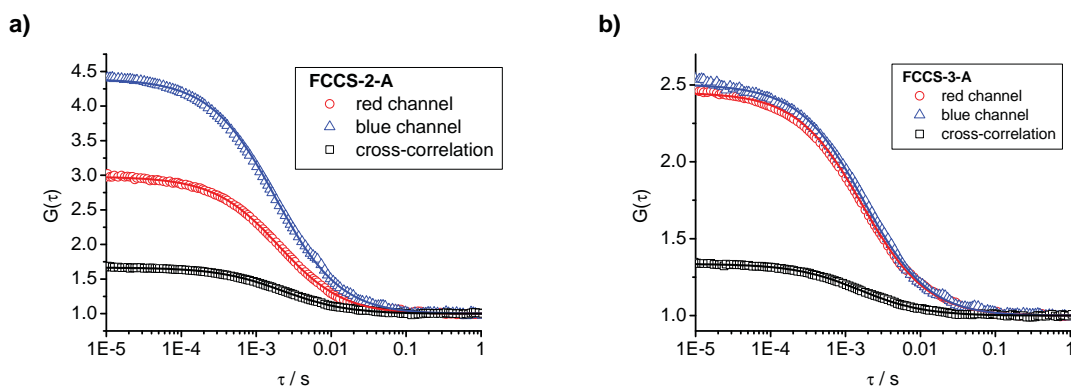 a)
FCCS-2-A
red channel
blue channel
cross-correlation
4.5
4.0
3.5
3.0
2.5
2.0
1.5
1.0
G(τ)
1E-5 1E-4 1E-3 0.01 0.1 1
τ / s
b)
FCCS-3-A
red channel
blue channel
cross-correlation
2.5
2.0
1.5
1.0
G(τ)
1E-5 1E-4 1E-3 0.01 0.1 1
τ / s